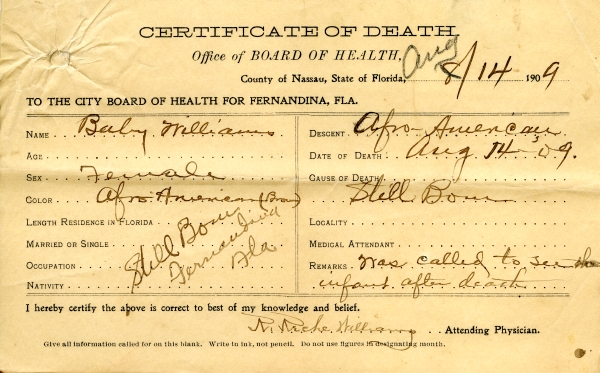 CERTIFICATE OF DEATH.
Office of BOARD OF HEALTH,
Aug
County of Nassau, State of Florida, 8/14 1909
TO THE CITY BOARD OF HEALTH FOR FERNANDINA, FLA.
NAME Baby Williams
AGE
SEX Female
COLOR Afro American (Brown)
LENGTH RESIDENCE IN FLORIDA
MARRIED OR SINGLE
OCCUPATION
NATIVITY
Still Born
Fernandina
Fla
DESCENT Afro-American
DATE OF DEATH Aug 14 '09.
CAUSE OF DEATH
Still Born
LOCALITY
MEDICAL ATTENDANT
REMARKS Was called to see the
infant after death
I hereby certify the above is correct to best of my knowledge and belief.
Williams Attending Physician.
Give all information called for on this blank. Write in ink, not pencil. Do not use figures in designating month.